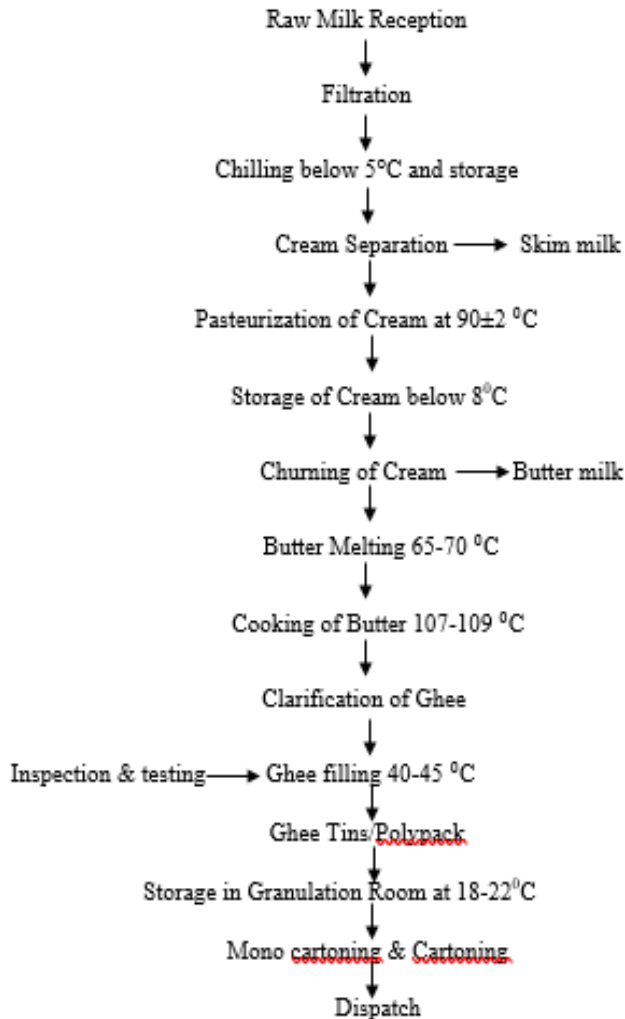 Raw Milk Reception
Filtration
Chilling below 5°C and storage
Cream Separation Skim milk
Pasteurization of Cream at 90±2 ⁰C
Storage of Cream below 8⁰C
Churning of Cream Butter milk
Butter Melting 65-70 ⁰C
Cooking of Butter 107-109 ⁰C
Clarification of Ghee
Inspection & testing Ghee filling 40-45 ⁰C
Ghee Tins/Polypack
Storage in Granulation Room at 18-22⁰C
Mono cartoning & Cartoning
Dispatch